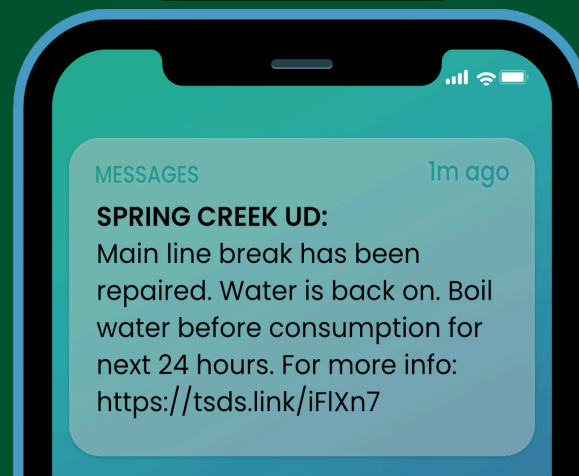 MESSAGES
1m ago
SPRING CREEK UD:
Main line break has been
repaired. Water is back on. Boil
water before consumption for
next 24 hours. For more info:
https://tsds.link/iFlXn7